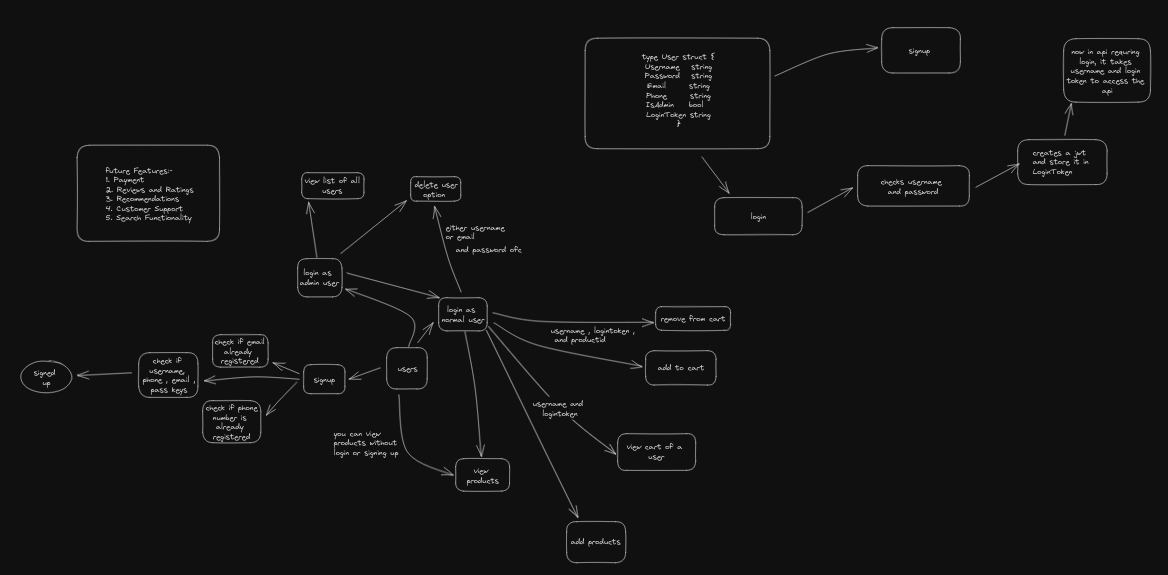 type User struct {
Username string
Password string
Email string
Phone string
IsAdmin bool
LoginToken string
}
signup
now in api requring
login, it takes
username and login
token to access the
api
creates a jwt
and store it in
LoginToken
checks username
and password
login
Future Features:-
1. Payment
2. Reviews and Ratings
3. Recommendations
4. Customer Support
5. Search Functionality
view list of all
users
delete user
option
either username
or email
and password ofc
login as
admin user
login as
normal user
remove from cart
username , logintoken ,
and productid
add to cart
check if email
already
registered
check if
username,
phone , email ,
pass keys
signed
up
signup
users
check if phone
number is
already
registered
username and
logintoken
you can view
products without
login or signing up
view cart of a
user
view
products
add products